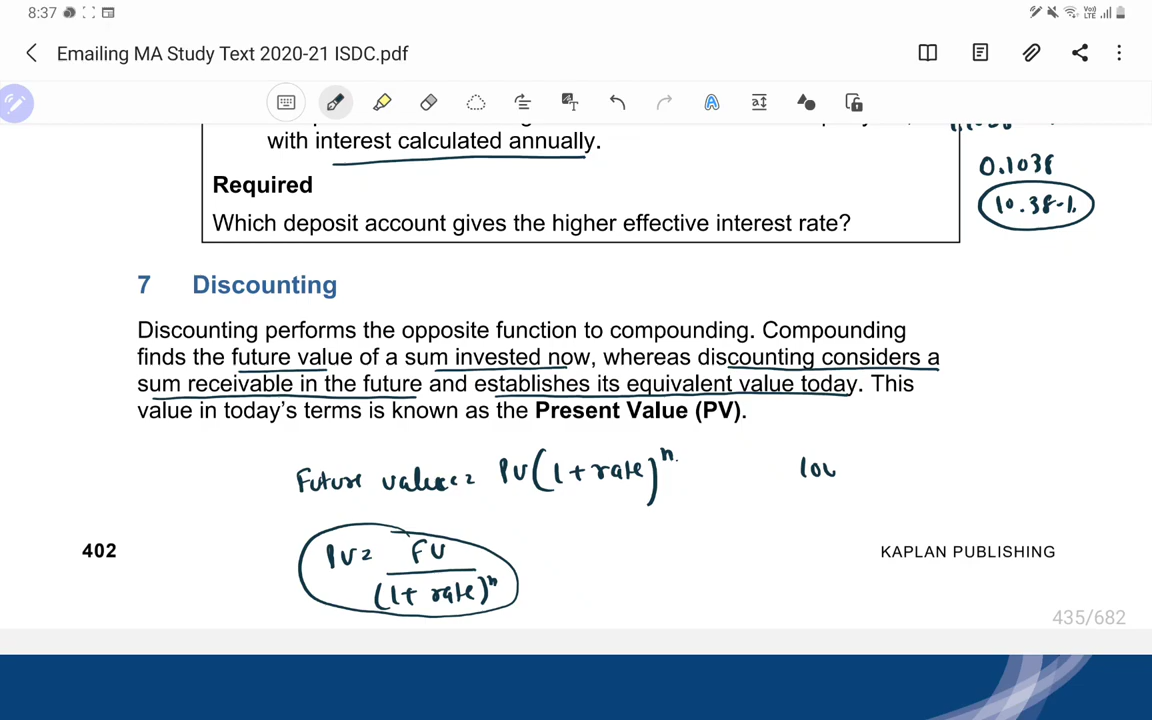 8:37
Vo)) LTE
Emailing MA Study Text 2020-21 ISDC.pdf
with interest calculated annually.
0.1038
Required
10.38-1.
Which deposit account gives the higher effective interest rate?
7 Discounting
Discounting performs the opposite function to compounding. Compounding
finds the future value of a sum invested now, whereas discounting considers a
sum receivable in the future and establishes its equivalent value today. This
value in today's terms is known as the Present Value (PV).
Future value = PV(1 + rate)^n.
PV = FV
(1 + rate)^n
402
KAPLAN PUBLISHING
435/682